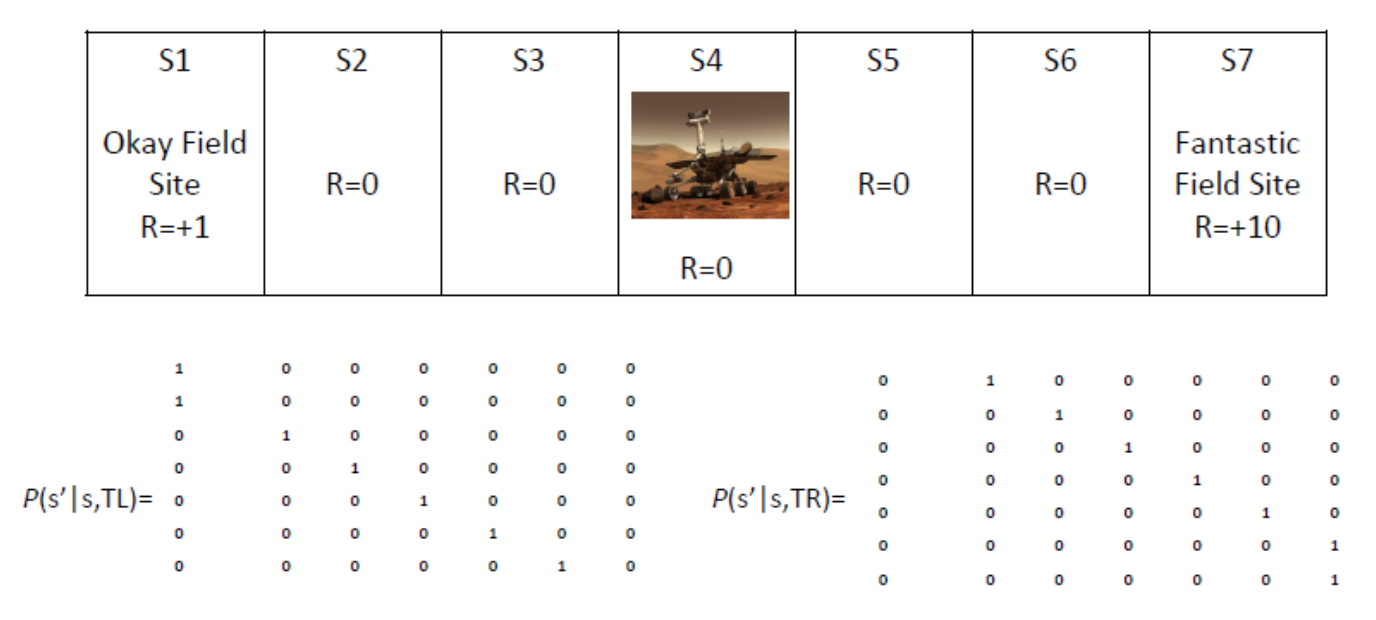 S1 S2 S3 S4 S5 S6 S7
Okay Field
Site
R=+1
R=0
R=0
R=0
R=0
R=0
Fantastic
Field Site
R=+10
P(s′|s,TL)=
1 0 0 0 0 0 0
1 0 0 0 0 0 0
0 1 0 0 0 0 0
0 0 1 0 0 0 0
0 0 0 1 0 0 0
0 0 0 0 1 0 0
0 0 0 0 0 1 0
P(s′|s,TR)=
0 1 0 0 0 0 0
0 0 1 0 0 0 0
0 0 0 1 0 0 0
0 0 0 0 1 0 0
0 0 0 0 0 1 0
0 0 0 0 0 0 1
0 0 0 0 0 0 1